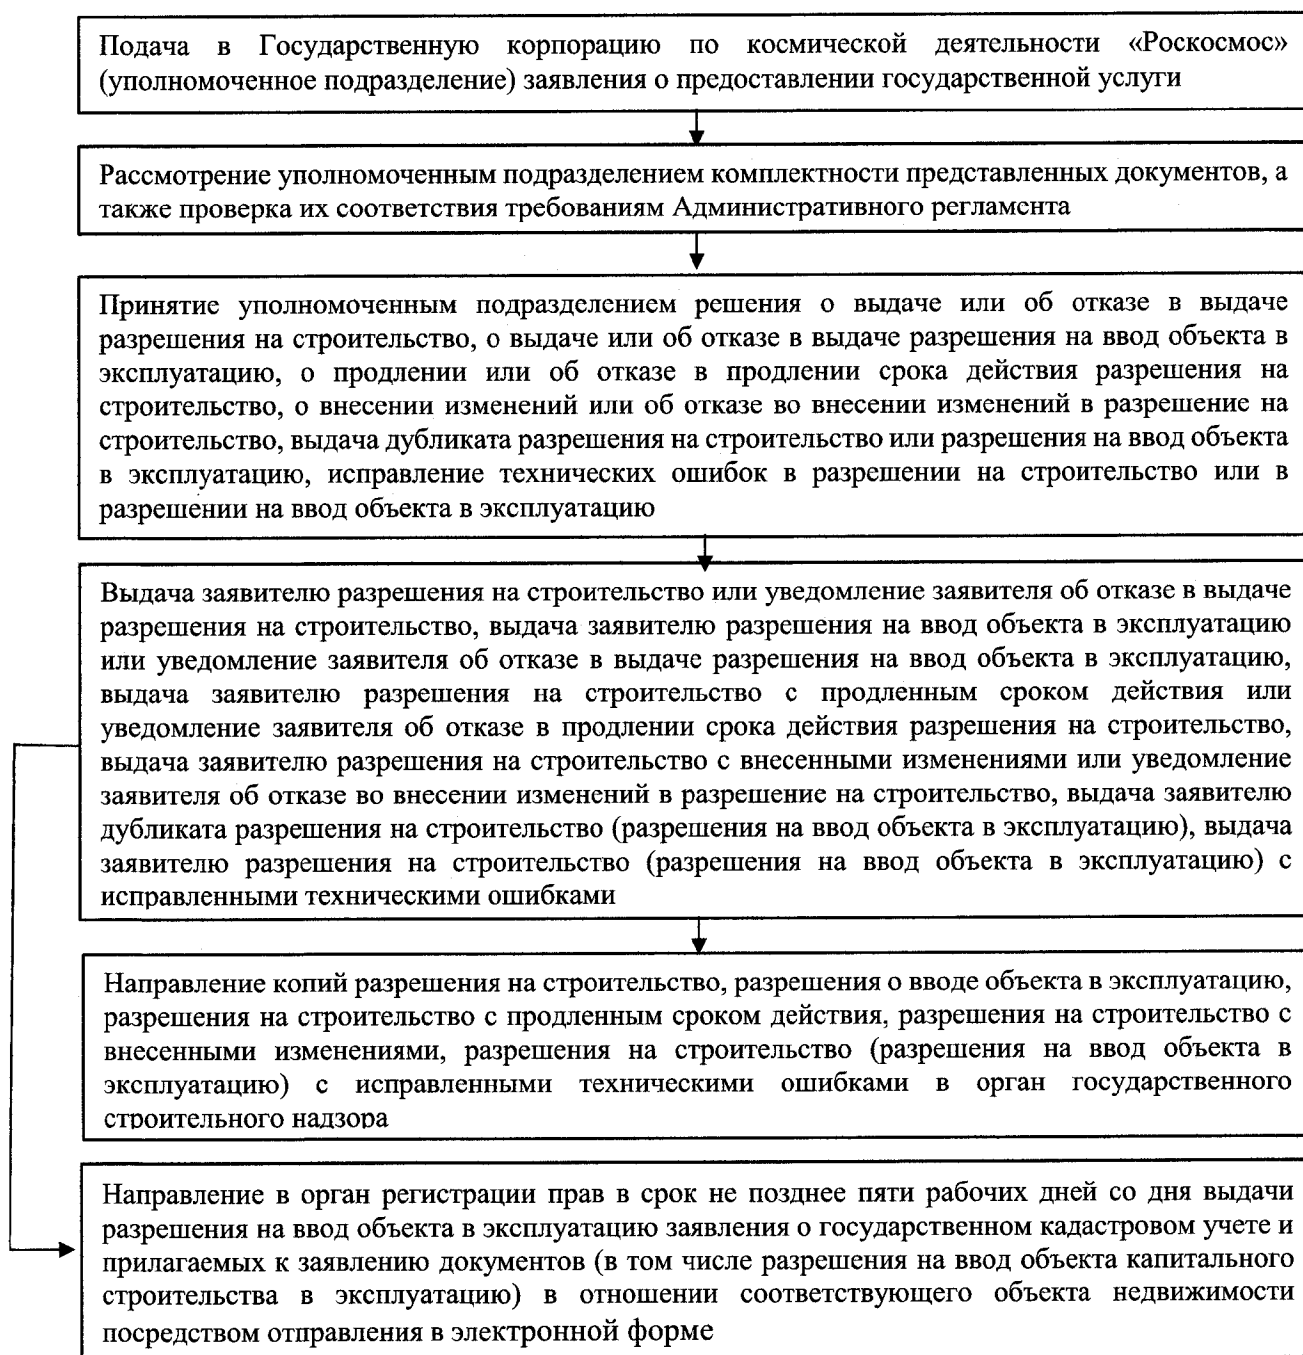 Подача в Государственную корпорацию по космической деятельности «Роскосмос»
(уполномоченное подразделение) заявления о предоставлении государственной услуги
Рассмотрение уполномоченным подразделением комплектности представленных документов, а
также проверка их соответствия требованиям Административного регламента
Принятие уполномоченным подразделением решения о выдаче или об отказе в выдаче
разрешения на строительство, о выдаче или об отказе в выдаче разрешения на ввод объекта в
эксплуатацию, о продлении или об отказе в продлении срока действия разрешения на
строительство, о внесении изменений или об отказе во внесении изменений в разрешение на
строительство, выдача дубликата разрешения на строительство или разрешения на ввод объекта
в эксплуатацию, исправление технических ошибок в разрешении на строительство или в
разрешении на ввод объекта в эксплуатацию
Выдача заявителю разрешения на строительство или уведомление заявителя об отказе в выдаче
разрешения на строительство, выдача заявителю разрешения на ввод объекта в эксплуатацию
или уведомление заявителя об отказе в выдаче разрешения на ввод объекта в эксплуатацию,
выдача заявителю разрешения на строительство с продленным сроком действия или
уведомление заявителя об отказе в продлении срока действия разрешения на строительство,
выдача заявителю разрешения на строительство с внесенными изменениями или уведомление
заявителя об отказе во внесении изменений в разрешение на строительство, выдача заявителю
дубликата разрешения на строительство (разрешения на ввод объекта в эксплуатацию), выдача
заявителю разрешения на строительство (разрешения на ввод объекта в эксплуатацию) с
исправленными техническими ошибками
Направление копий разрешения на строительство, разрешения о вводе объекта в эксплуатацию,
разрешения на строительство с продленным сроком действия, разрешения на строительство с
внесенными изменениями, разрешения на строительство (разрешения на ввод объекта в
эксплуатацию) с исправленными техническими ошибками в орган государственного
строительного надзора
Направление в орган регистрации прав в срок не позднее пяти рабочих дней со дня выдачи
разрешения на ввод объекта в эксплуатацию заявления о государственном кадастровом учете и
прилагаемых к заявлению документов (в том числе разрешения на ввод объекта капитального
строительства в эксплуатацию) в отношении соответствующего объекта недвижимости
посредством отправления в электронной форме